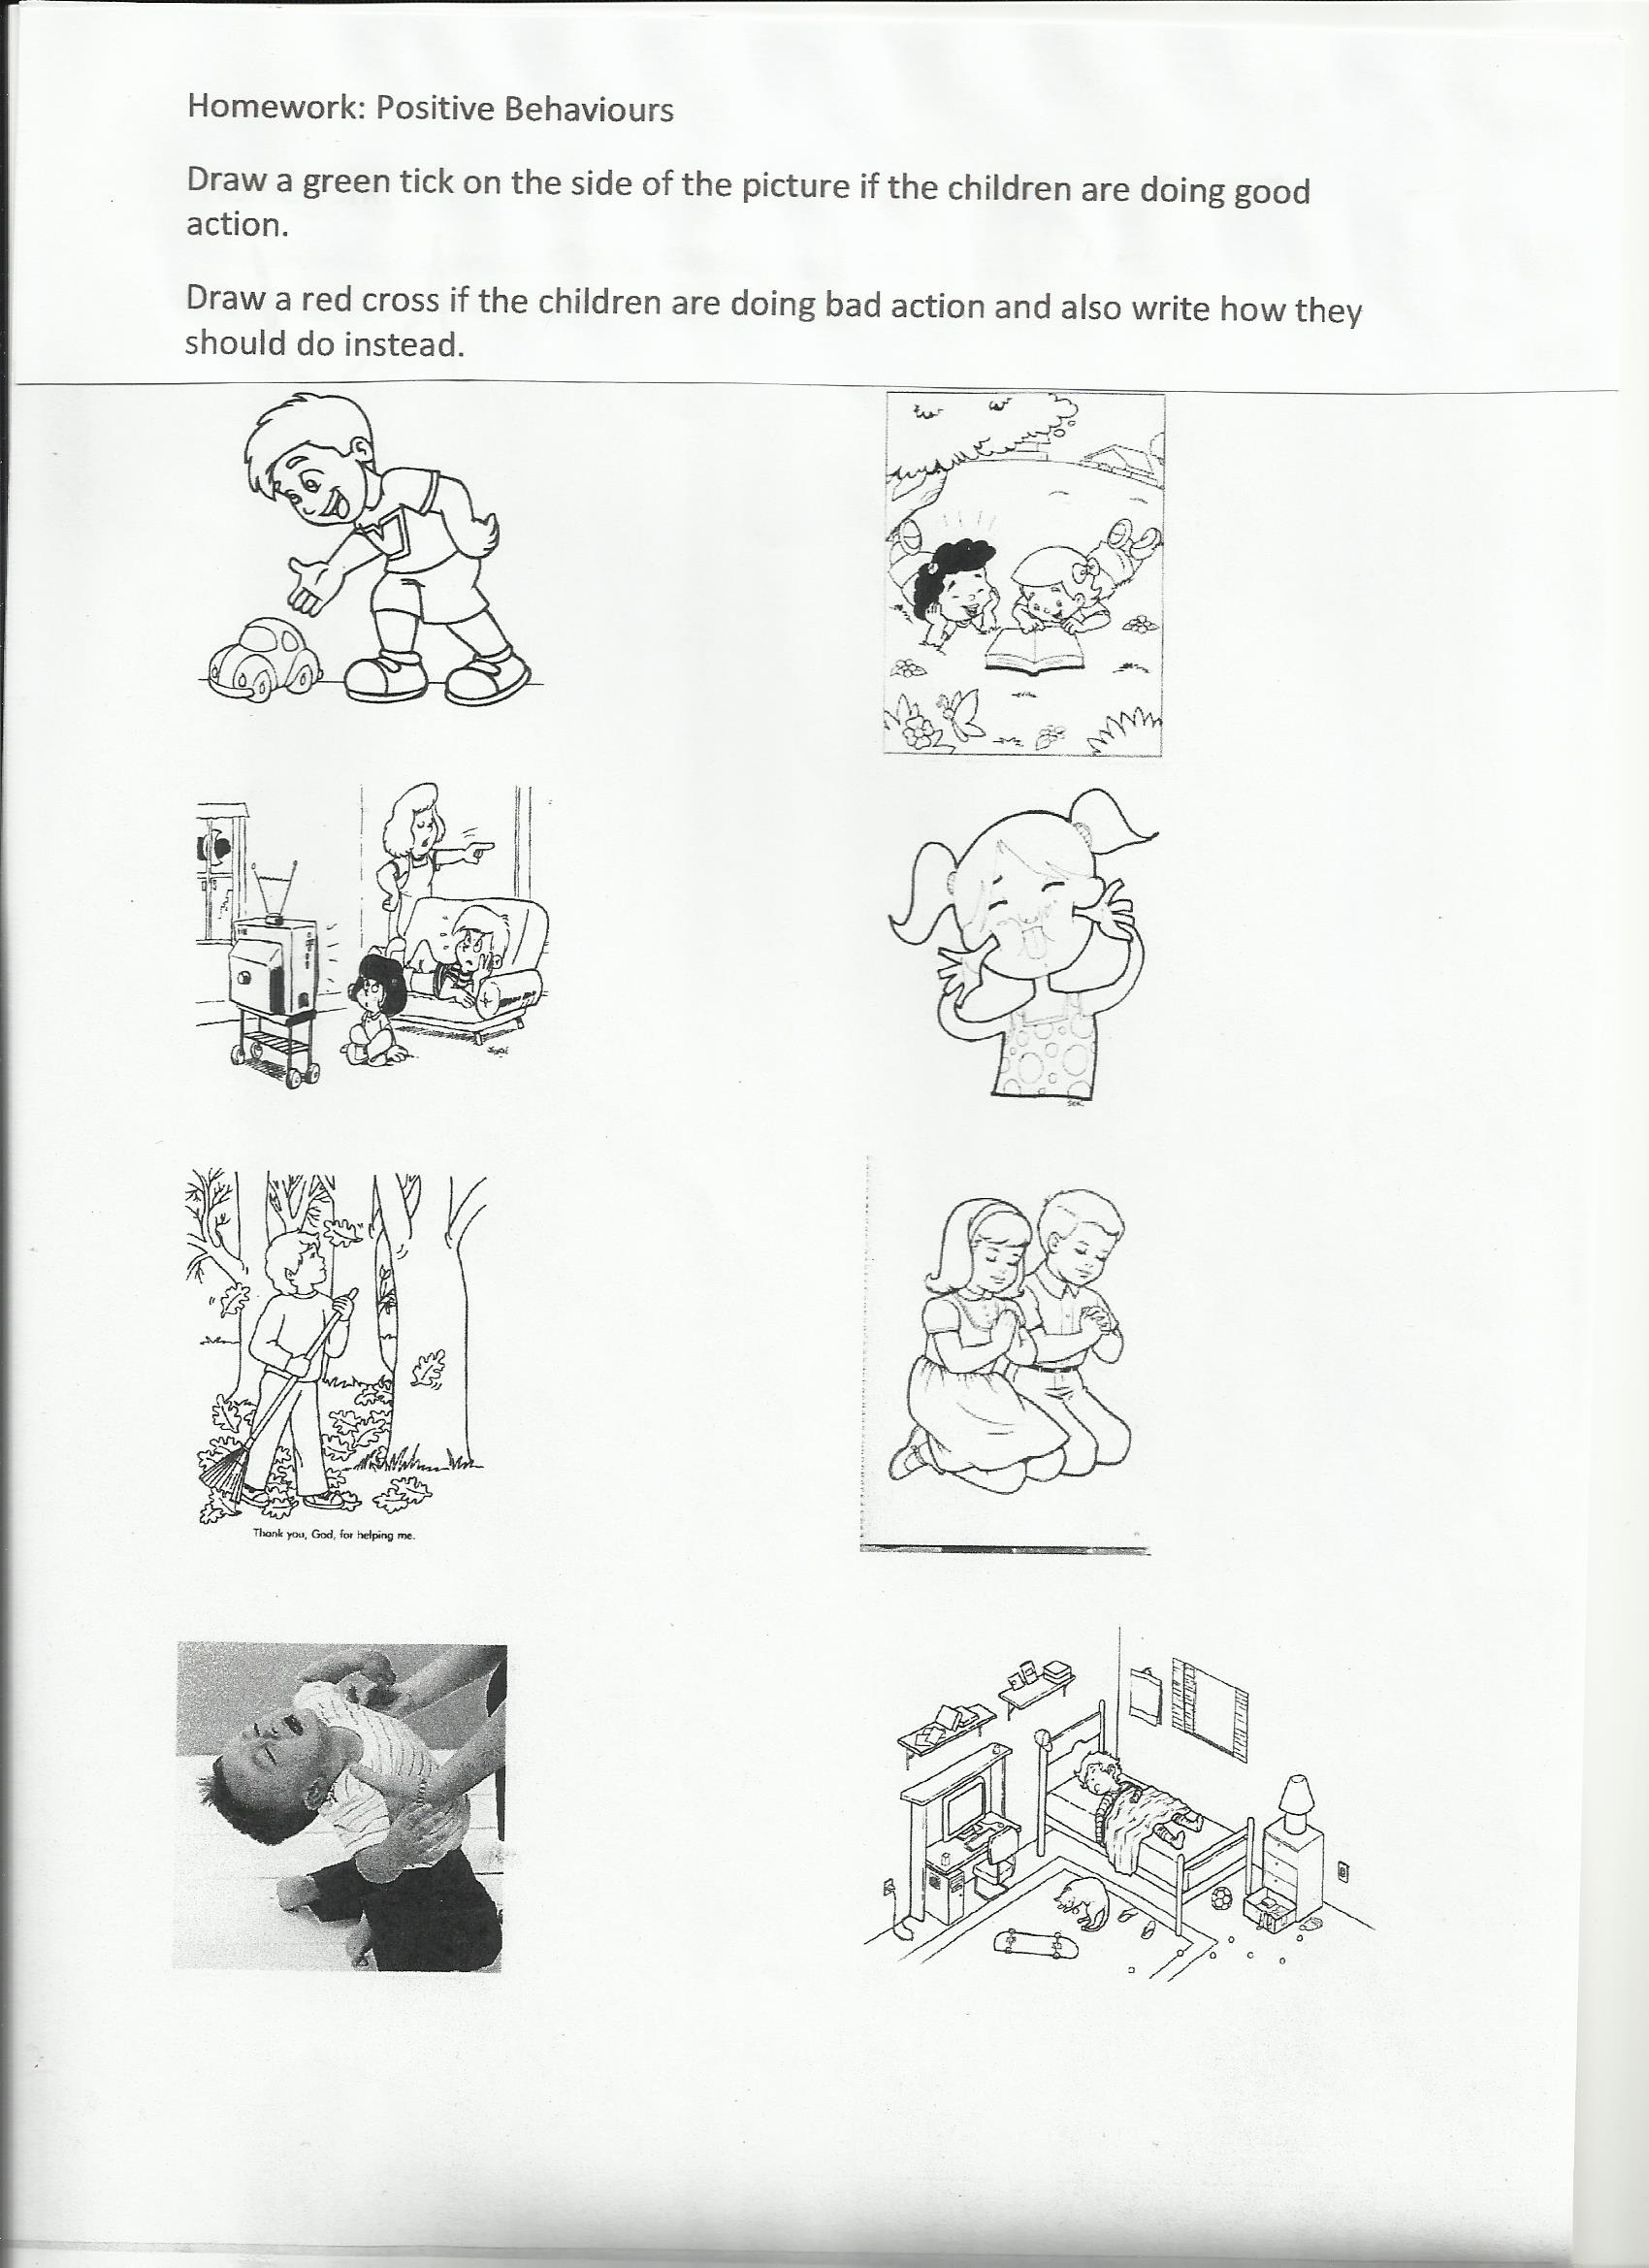 Homework: Positive Behaviours
Draw a green tick on the side of the picture if the children are doing good
action.
Draw a red cross if the children are doing bad action and also write how they
should do instead.
Thank you, God, for helping me.